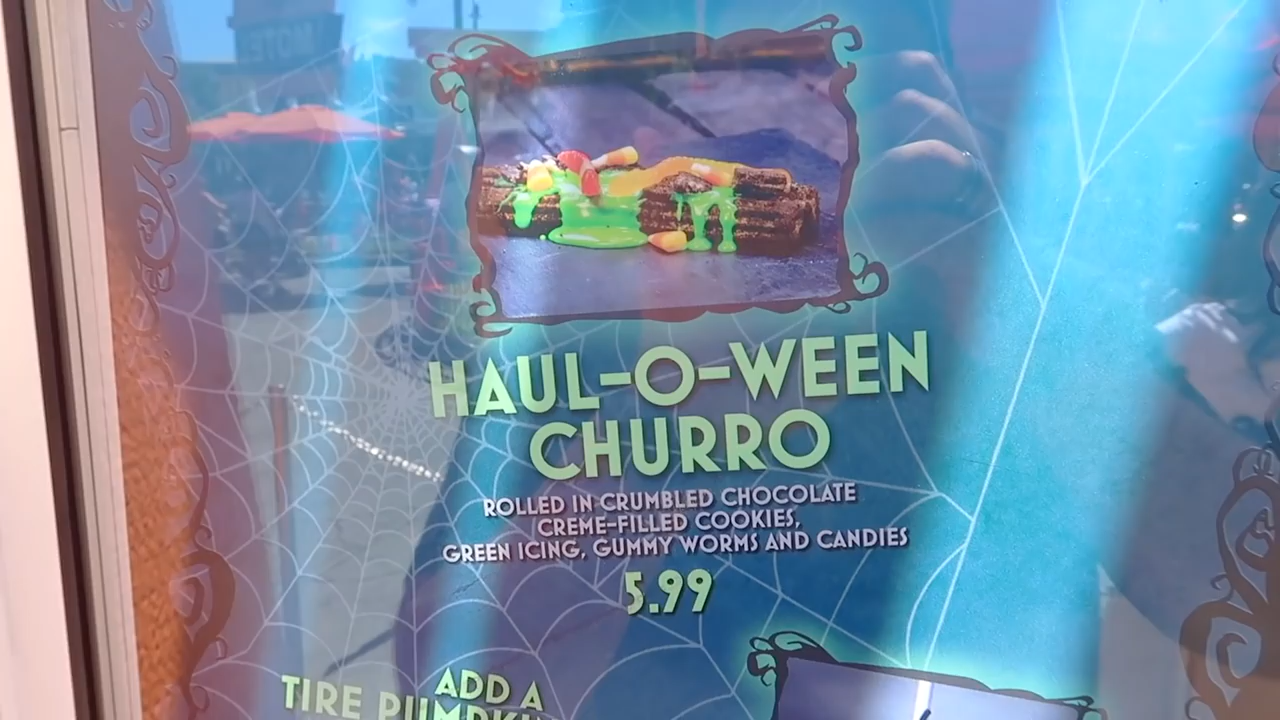 HAUL-O-WEEN
CHURRO
ROLLED IN CRUMBLED CHOCOLATE
CREME-FILLED COOKIES,
GREEN ICING, GUMMY WORMS AND CANDIES
5.99
ADD A
TIRE